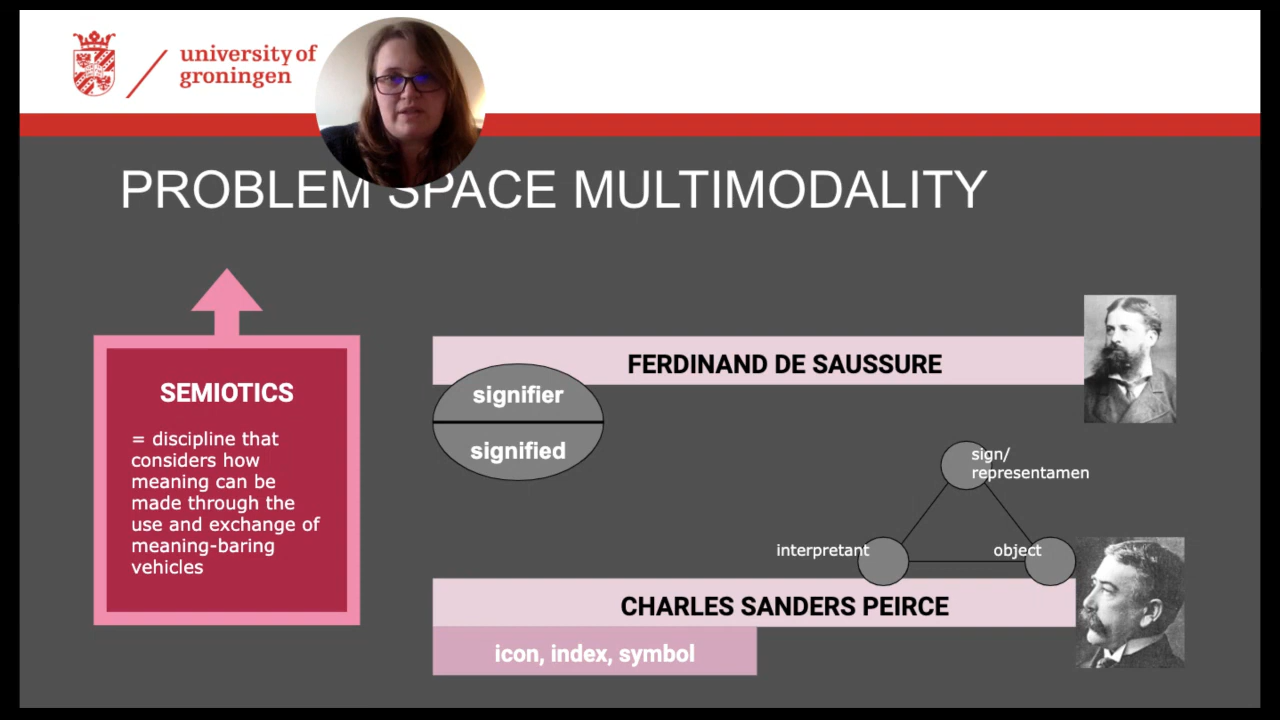 university of
groningen
PROBLEM SPACE MULTIMODALITY
SEMIOTICS
= discipline that
considers how
meaning can be
made through the
use and exchange of
meaning-baring
vehicles
FERDINAND DE SAUSSURE
signifier
signified
sign/
representamen
interpretant
object
CHARLES SANDERS PEIRCE
icon, index, symbol